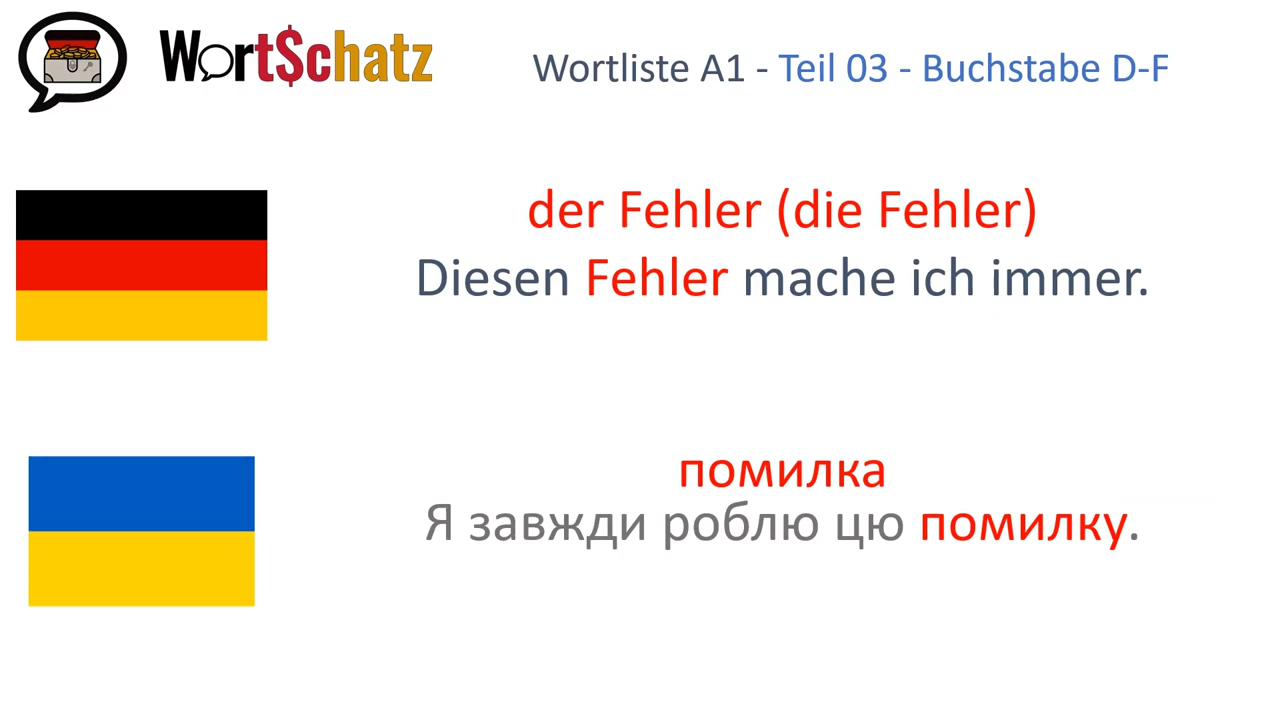 Wort$chatz
Wortliste A1 - Teil 03 - Buchstabe D-F
der Fehler (die Fehler)
Diesen Fehler mache ich immer.
помилка
Я завжди роблю цю помилку.